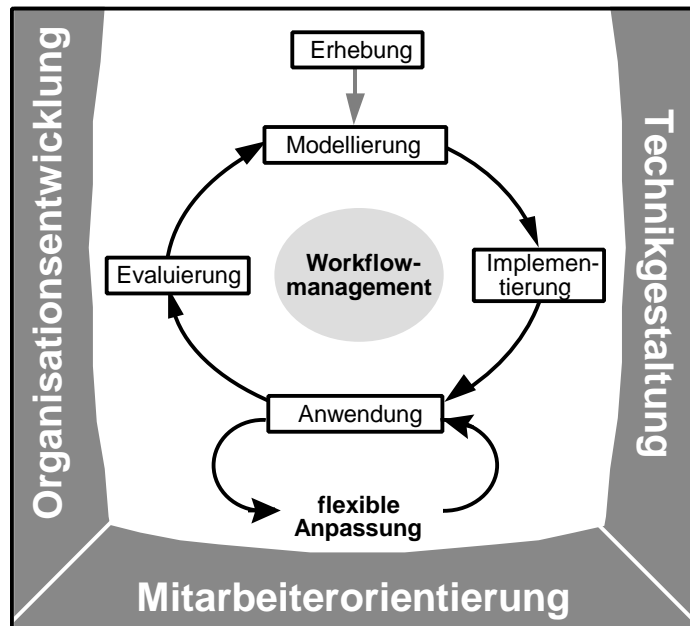 Erhebung
Modellierung
Organisationsentwicklung
Technikgestaltung
Evaluierung
Workflow-
management
Implemen-
tierung
Anwendung
flexible
Anpassung
Mitarbeiterorientierung